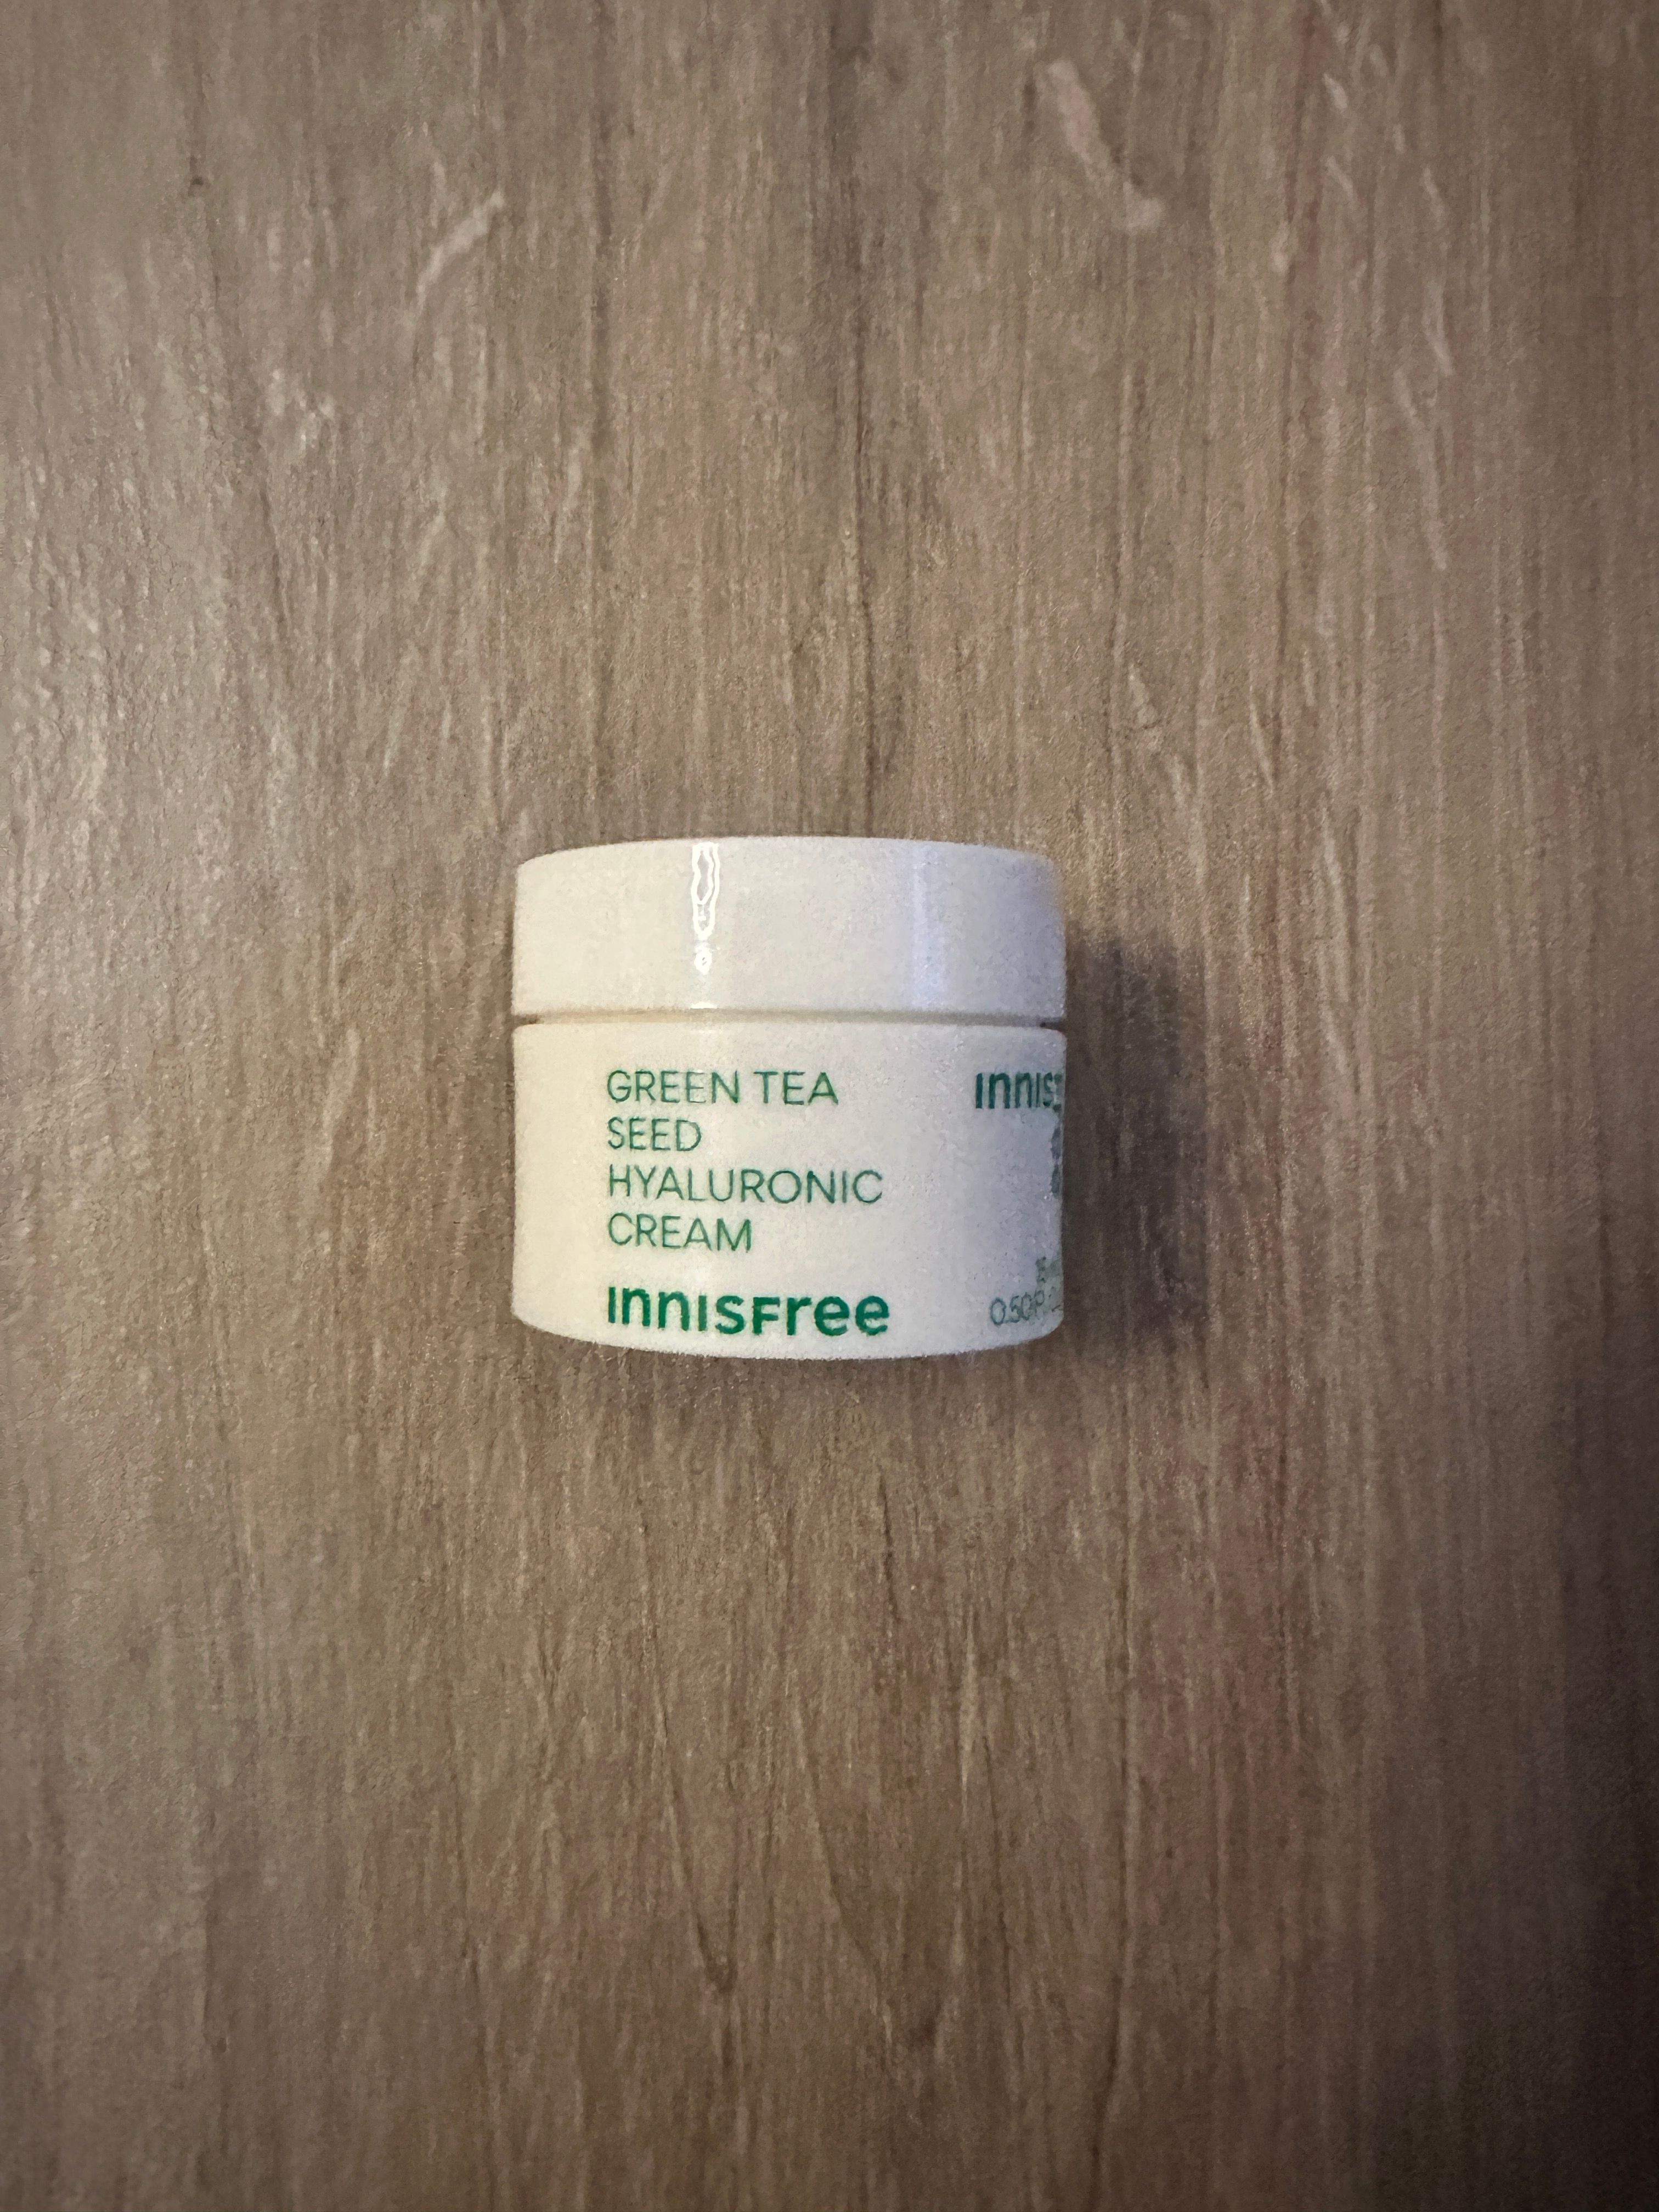 GREEN TEA
SEED
HYALURONIC
CREAM
innisfree